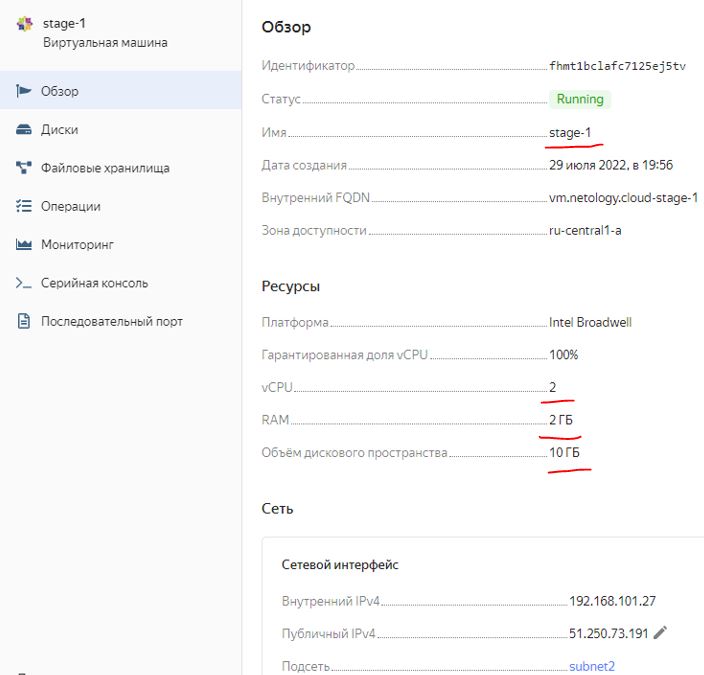 stage-1
Виртуальная машина
Обзор
Диски
Файловые хранилища
Операции
Мониторинг
Серийная консоль
Последовательный порт
Обзор
Идентификатор fhmt1bclafc7125ej5tv
Статус Running
Имя stage-1
Дата создания 29 июля 2022, в 19:56
Внутренний FQDN vm.netology.cloud-stage-1
Зона доступности ru-central1-a
Ресурсы
Платформа Intel Broadwell
Гарантированная доля vCPU 100%
vCPU 2
RAM 2 ГБ
Объём дискового пространства 10 ГБ
Сеть
Сетевой интерфейс
Внутренний IPv4 192.168.101.27
Публичный IPv4 51.250.73.191
Подсеть subnet2